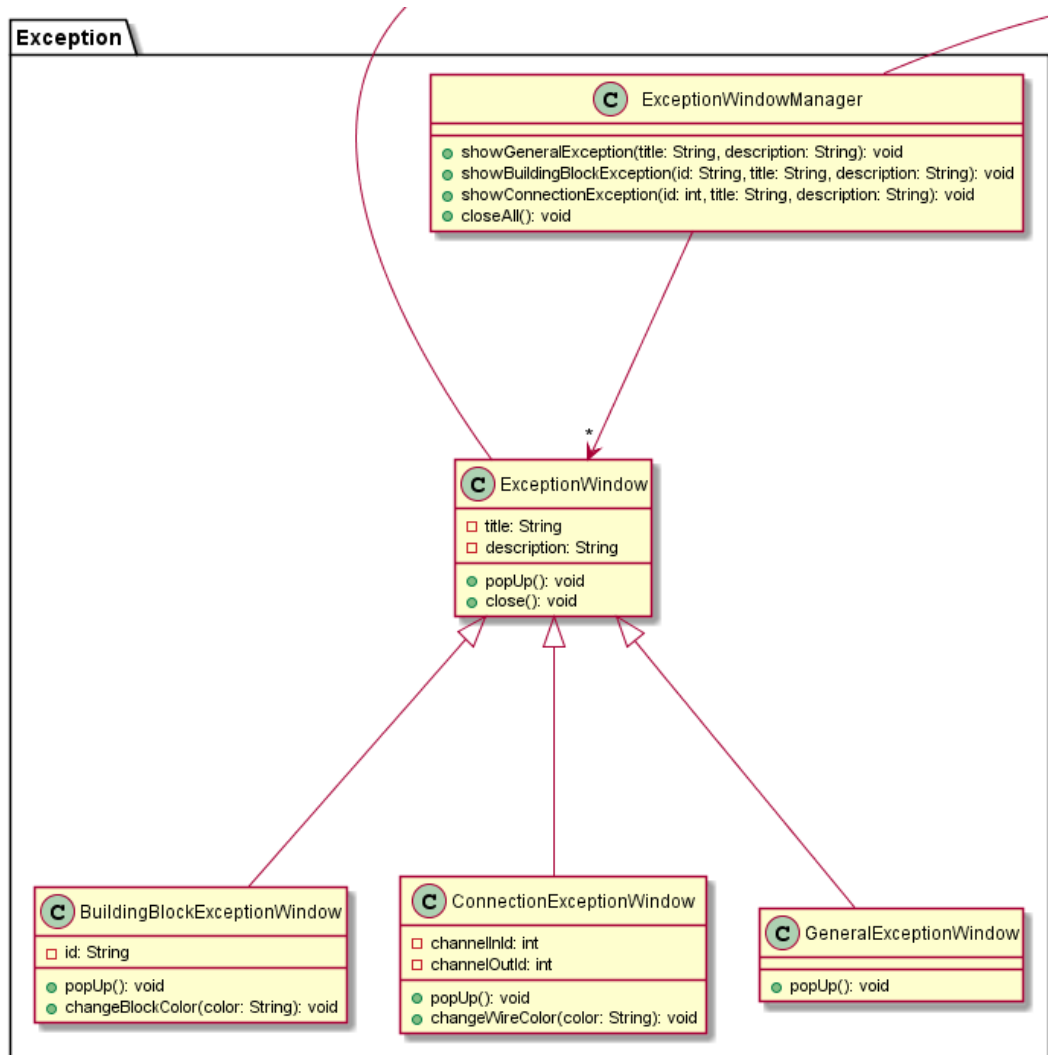 Exception
C ExceptionWindowManager
showGeneralException(title: String, description: String): void
showBuildingBlockException(id: String, title: String, description: String): void
showConnectionException(id: int, title: String, description: String): void
closeAll(): void
*
C ExceptionWindow
title: String
description: String
popUp(): void
close(): void
C BuildingBlockExceptionWindow
id: String
popUp(): void
changeBlockColor(color: String): void
C ConnectionExceptionWindow
channelInId: int
channelOutId: int
popUp(): void
changeWireColor(color: String): void
C GeneralExceptionWindow
popUp(): void